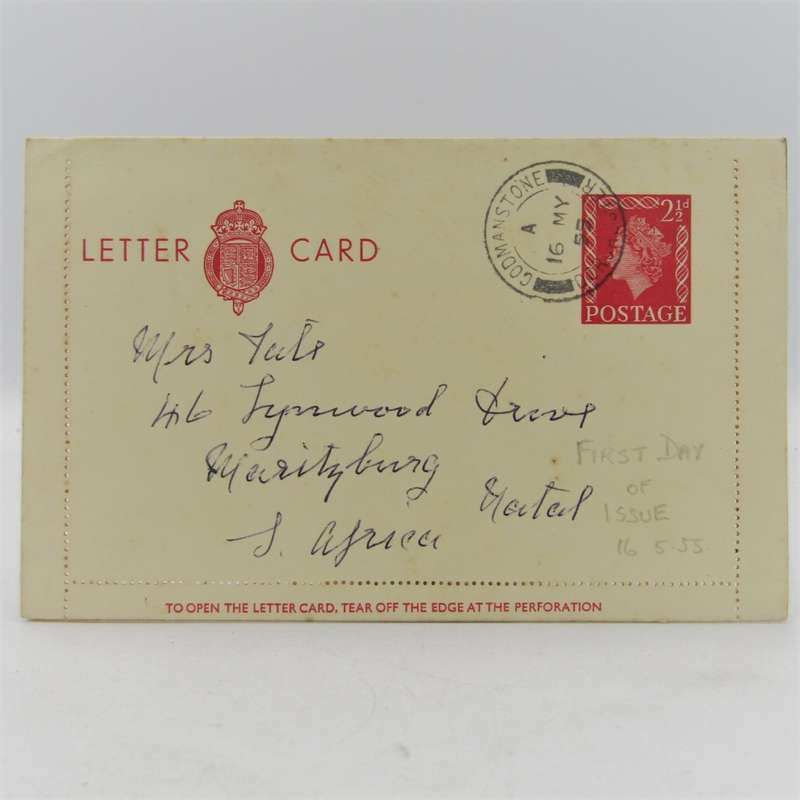 LETTER CARD
GODMANSTONE
A
16 MY
55
2½d
POSTAGE
Mrs Tate
46 Lynwood Drive
Maritzburg
Natal
S. Africa
FIRST DAY
OF
ISSUE
16 5.55.
TO OPEN THE LETTER CARD, TEAR OFF THE EDGE AT THE PERFORATION